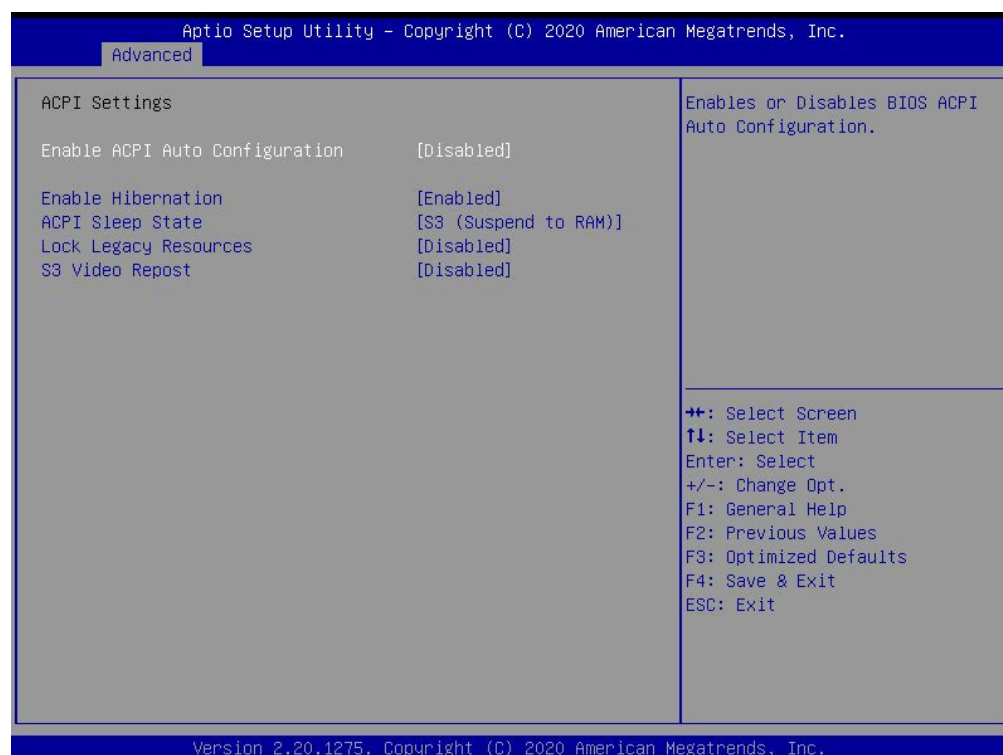 Aptio Setup Utility – Copyright (C) 2020 American Megatrends, Inc.
Advanced
ACPI Settings
Enable ACPI Auto Configuration [Disabled]
Enable Hibernation [Enabled]
ACPI Sleep State [S3 (Suspend to RAM)]
Lock Legacy Resources [Disabled]
S3 Video Repost [Disabled]
Enables or Disables BIOS ACPI
Auto Configuration.
→←: Select Screen
↑↓: Select Item
Enter: Select
+/-: Change Opt.
F1: General Help
F2: Previous Values
F3: Optimized Defaults
F4: Save & Exit
ESC: Exit
Version 2.20.1275. Copyright (C) 2020 American Megatrends, Inc.